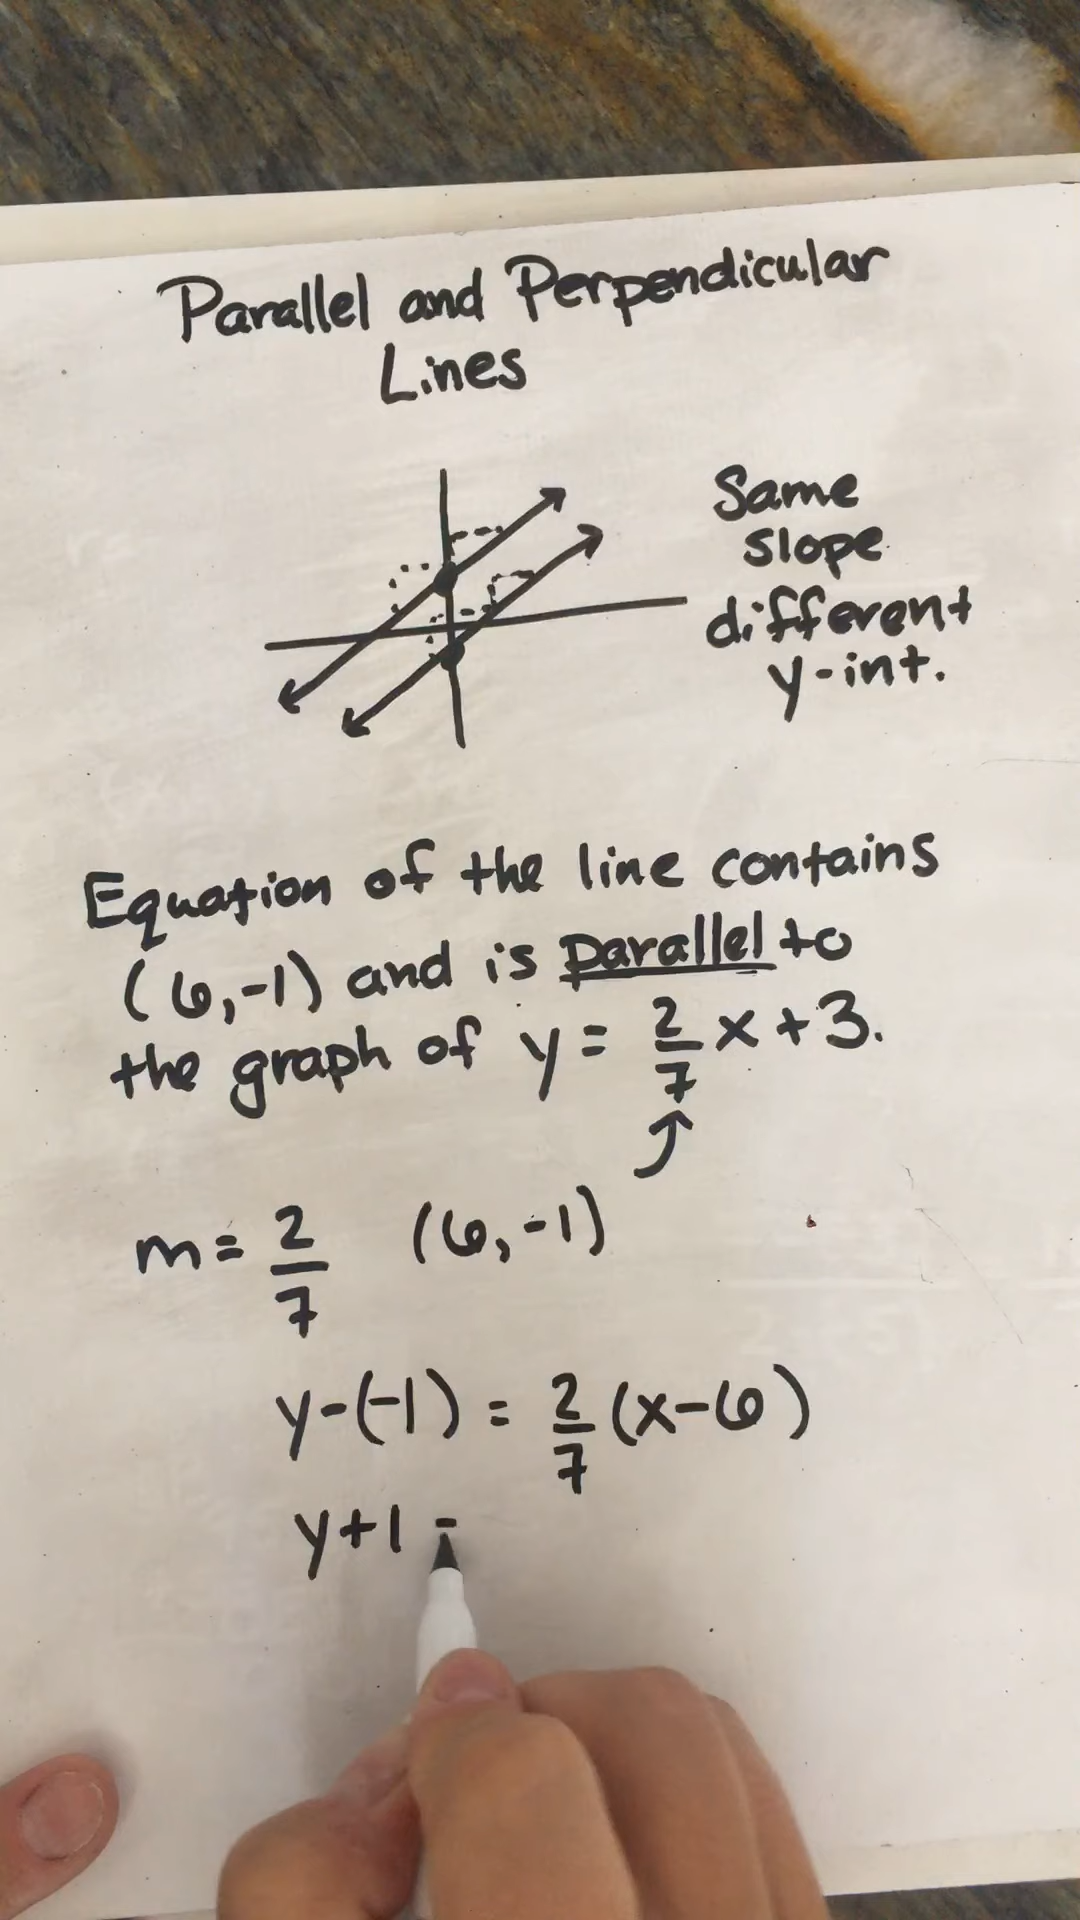 Parallel and Perpendicular
Lines
Same
slope
different
y-int.
Equation of the line contains
(6,-1) and is parallel to
the graph of y = 2/7 x + 3.
m = 2/7 (6,-1)
y-(-1) = 2/7 (x-6)
y+1 =